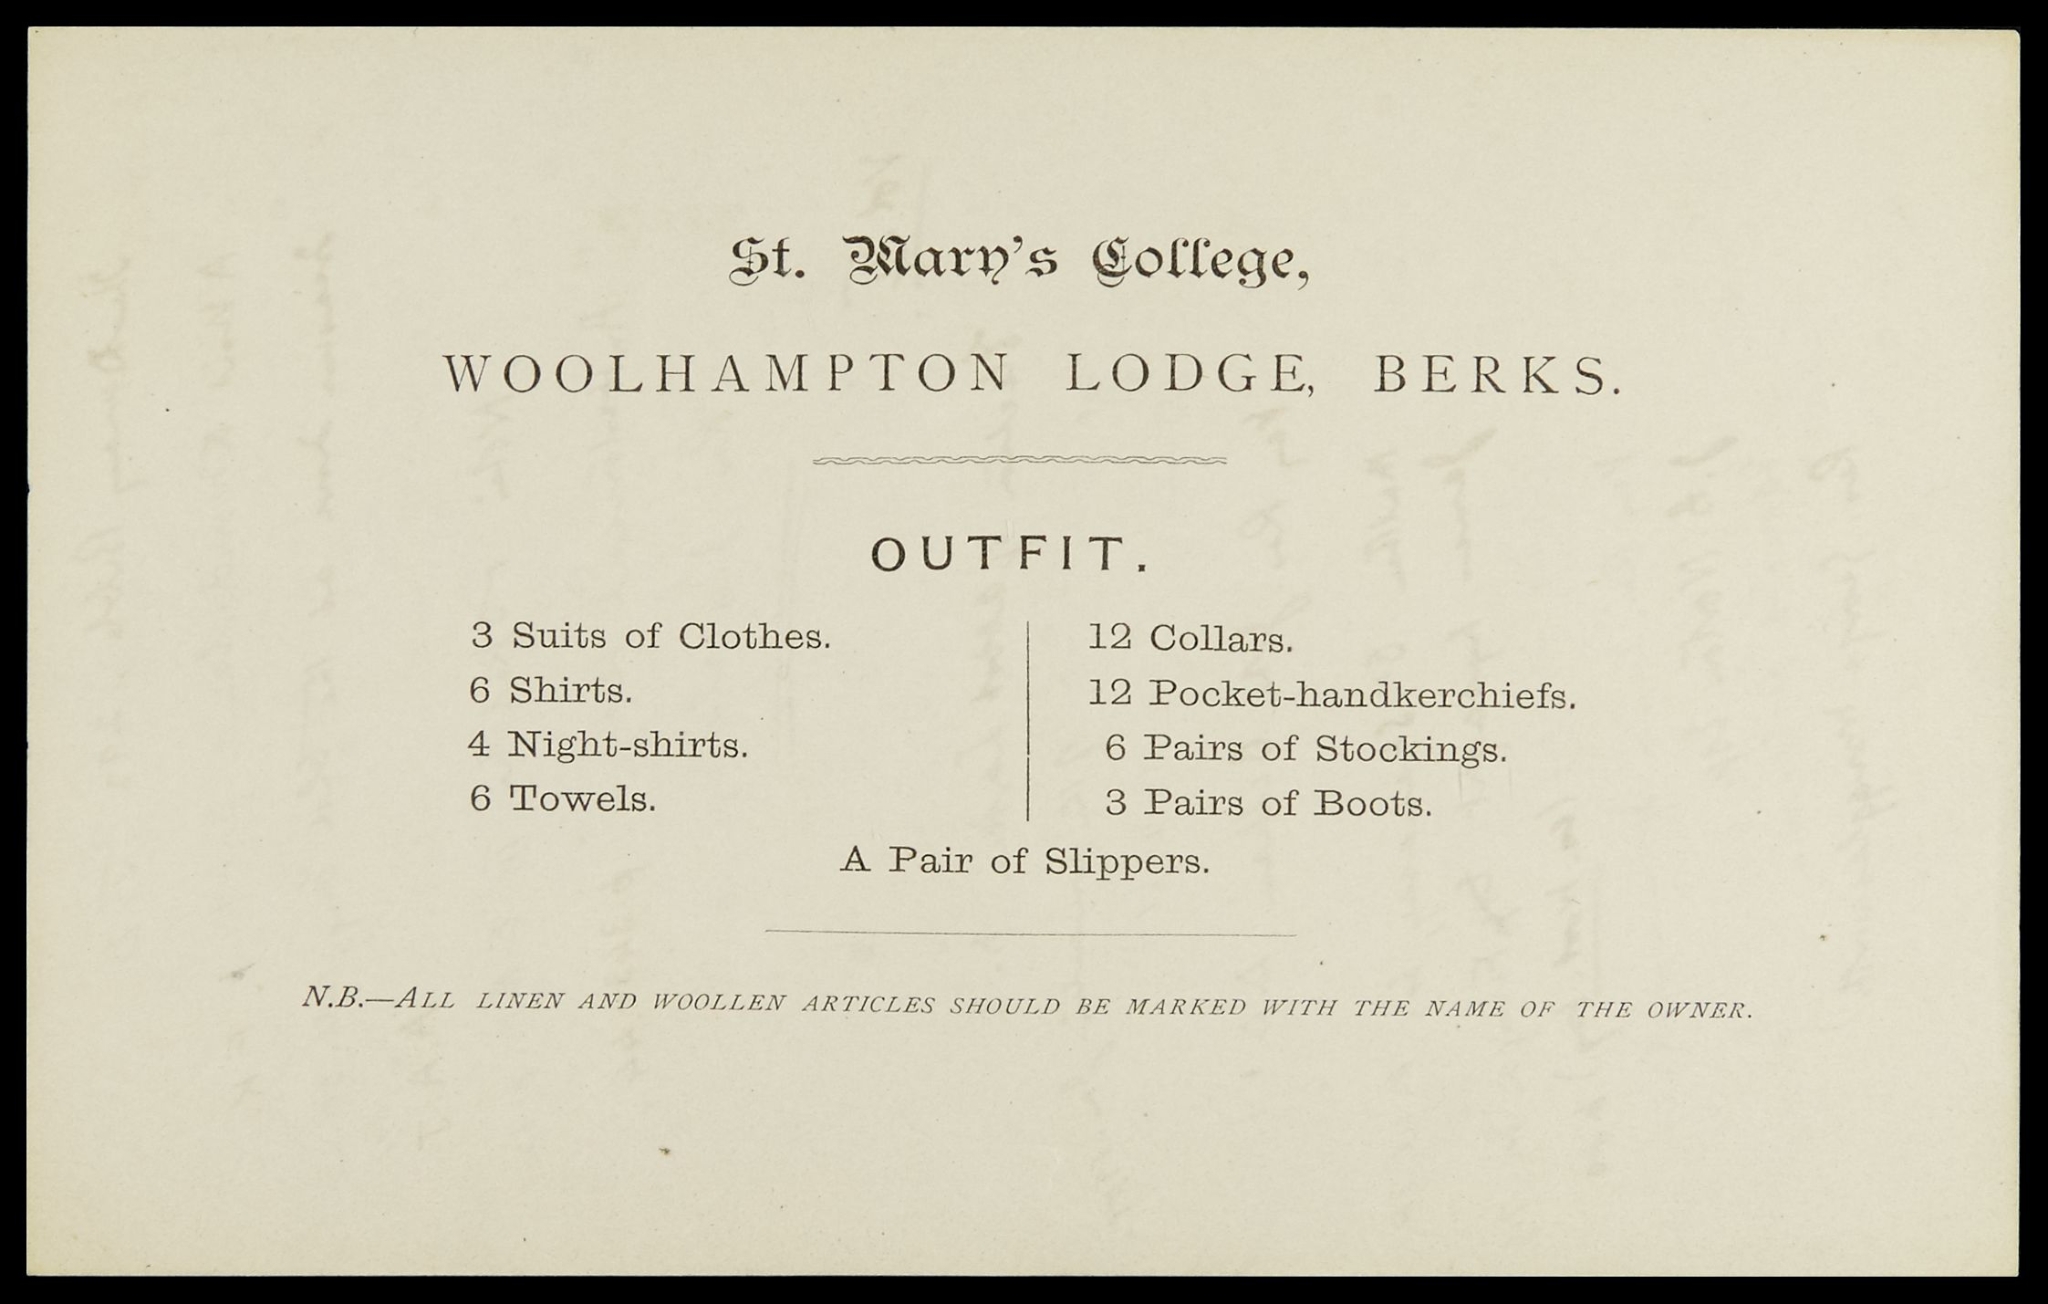 St. Mary's College,
WOOLHAMPTON LODGE, BERKS.
OUTFIT.
3 Suits of Clothes.
6 Shirts.
4 Night-shirts.
6 Towels.
12 Collars.
12 Pocket-handkerchiefs.
6 Pairs of Stockings.
3 Pairs of Boots.
A Pair of Slippers.
N.B.—ALL LINEN AND WOOLLEN ARTICLES SHOULD BE MARKED WITH THE NAME OF THE OWNER.